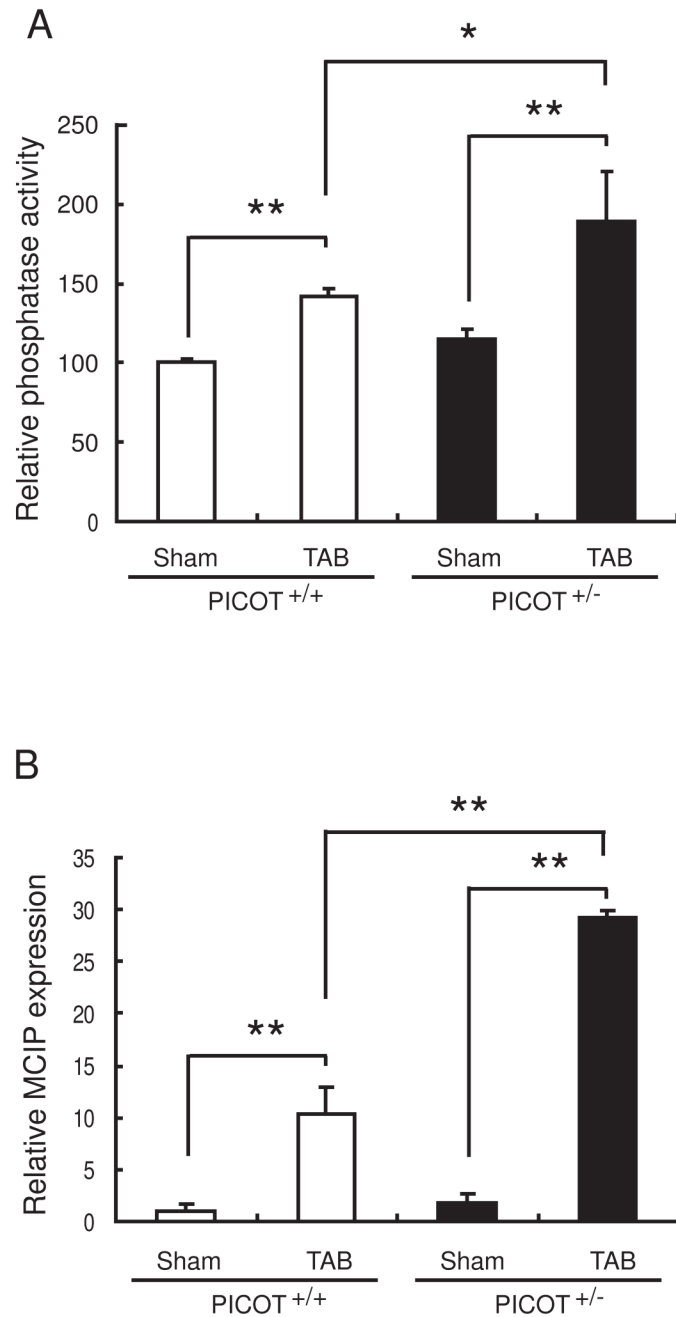 A
*
**
250
**
200
150
100
50
0
Relative phosphatase activity
Sham TAB Sham TAB
PICOT +/+ PICOT +/-
B
**
35
**
30
25
20
**
15
10
5
0
Relative MCIP expression
Sham TAB Sham TAB
PICOT +/+ PICOT +/-